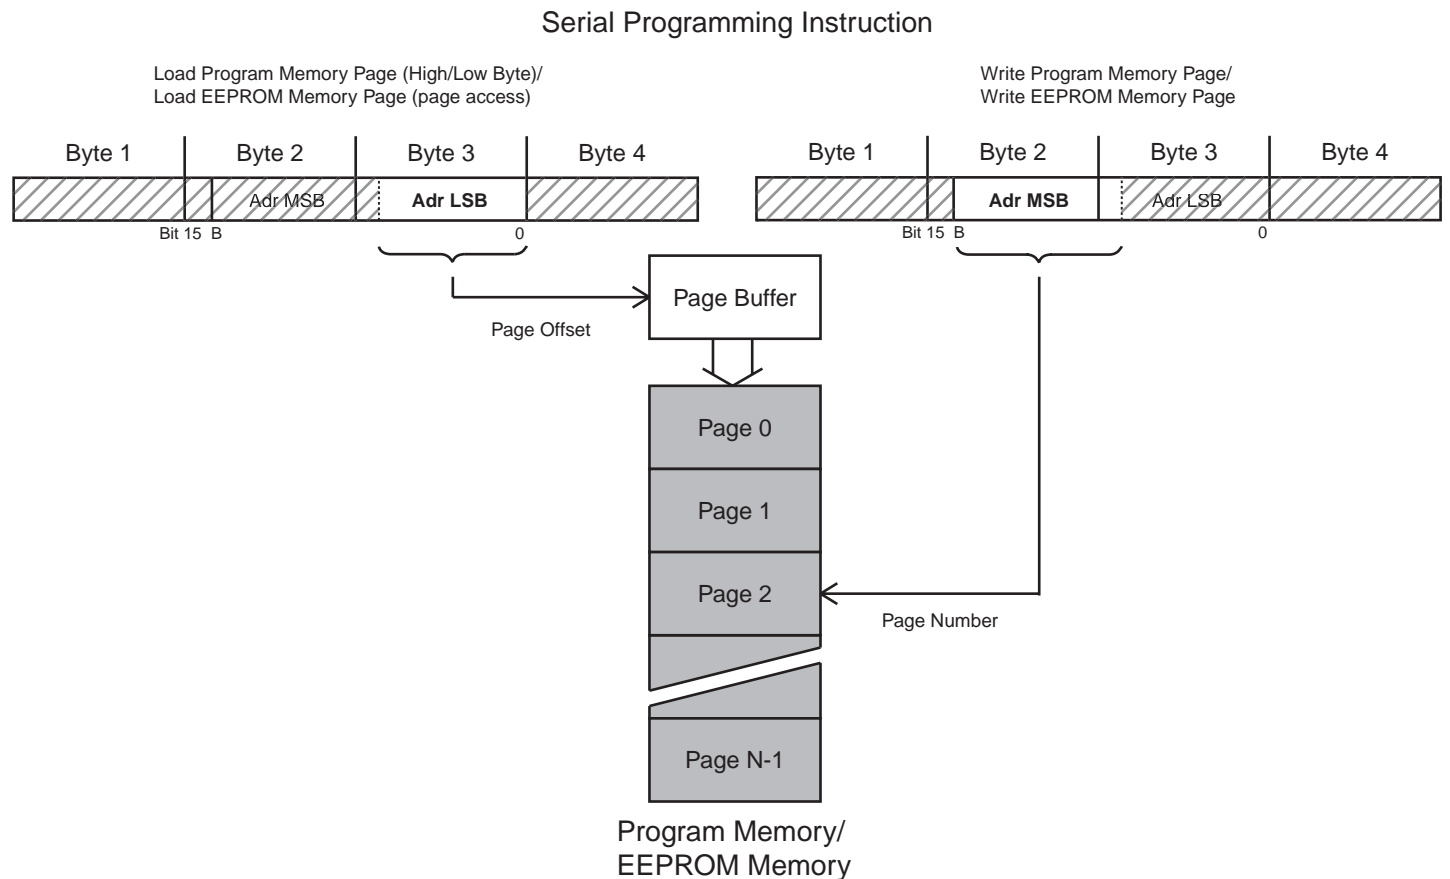 Serial Programming Instruction
Load Program Memory Page (High/Low Byte)/
Load EEPROM Memory Page (page access)
Write Program Memory Page/
Write EEPROM Memory Page
Byte 1
Byte 2
Byte 3
Byte 4
Byte 1
Byte 2
Byte 3
Byte 4
Adr MSB
Adr LSB
Adr MSB
Adr LSB
Bit 15 B
0
Bit 15 B
0
Page Buffer
Page Offset
Page 0
Page 1
Page 2
Page Number
Page N-1
Program Memory/
EEPROM Memory